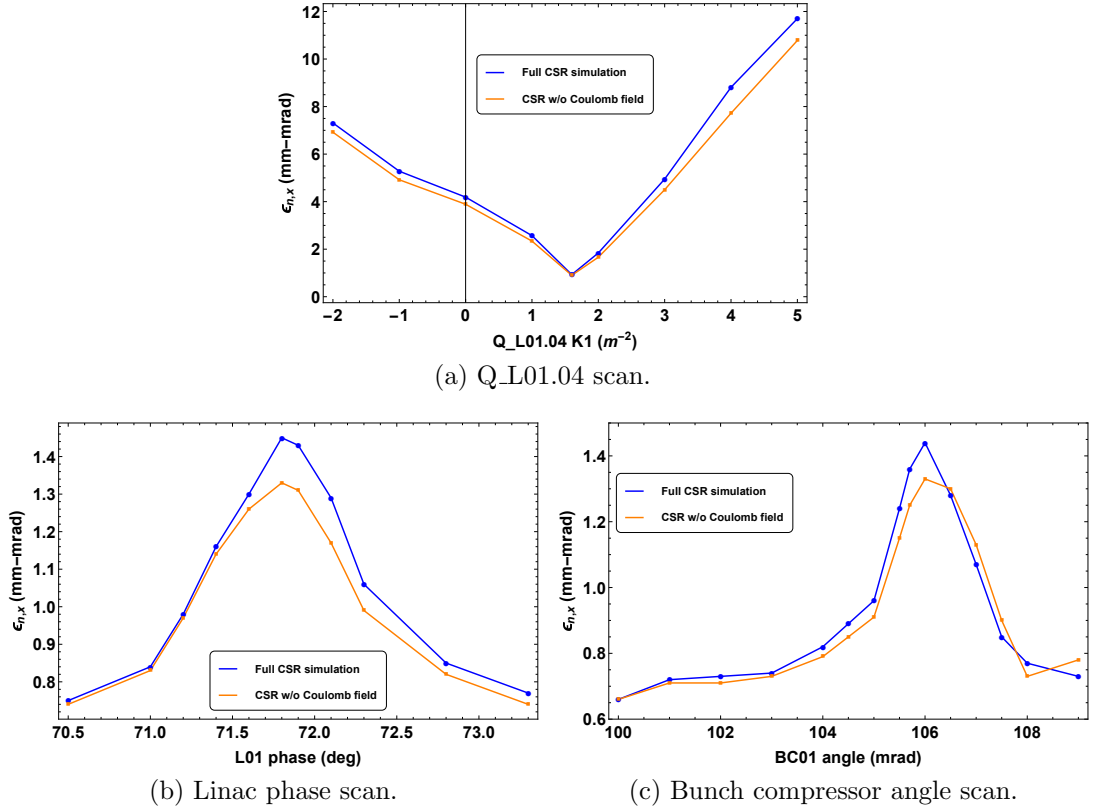 12
10
8
6
4
2
0
ϵn,x (mm–mrad)
Full CSR simulation
CSR w/o Coulomb field
−2 −1 0 1 2 3 4 5
Q_L01.04 K1 (m⁻²)
(a) Q_L01.04 scan.
1.4
1.3
1.2
1.1
1.0
0.9
0.8
ϵn,x (mm–mrad)
Full CSR simulation
CSR w/o Coulomb field
70.5 71.0 71.5 72.0 72.5 73.0
L01 phase (deg)
(b) Linac phase scan.
1.4
1.2
1.0
0.8
0.6
ϵn,x (mm–mrad)
Full CSR simulation
CSR w/o Coulomb field
100 102 104 106 108
BC01 angle (mrad)
(c) Bunch compressor angle scan.